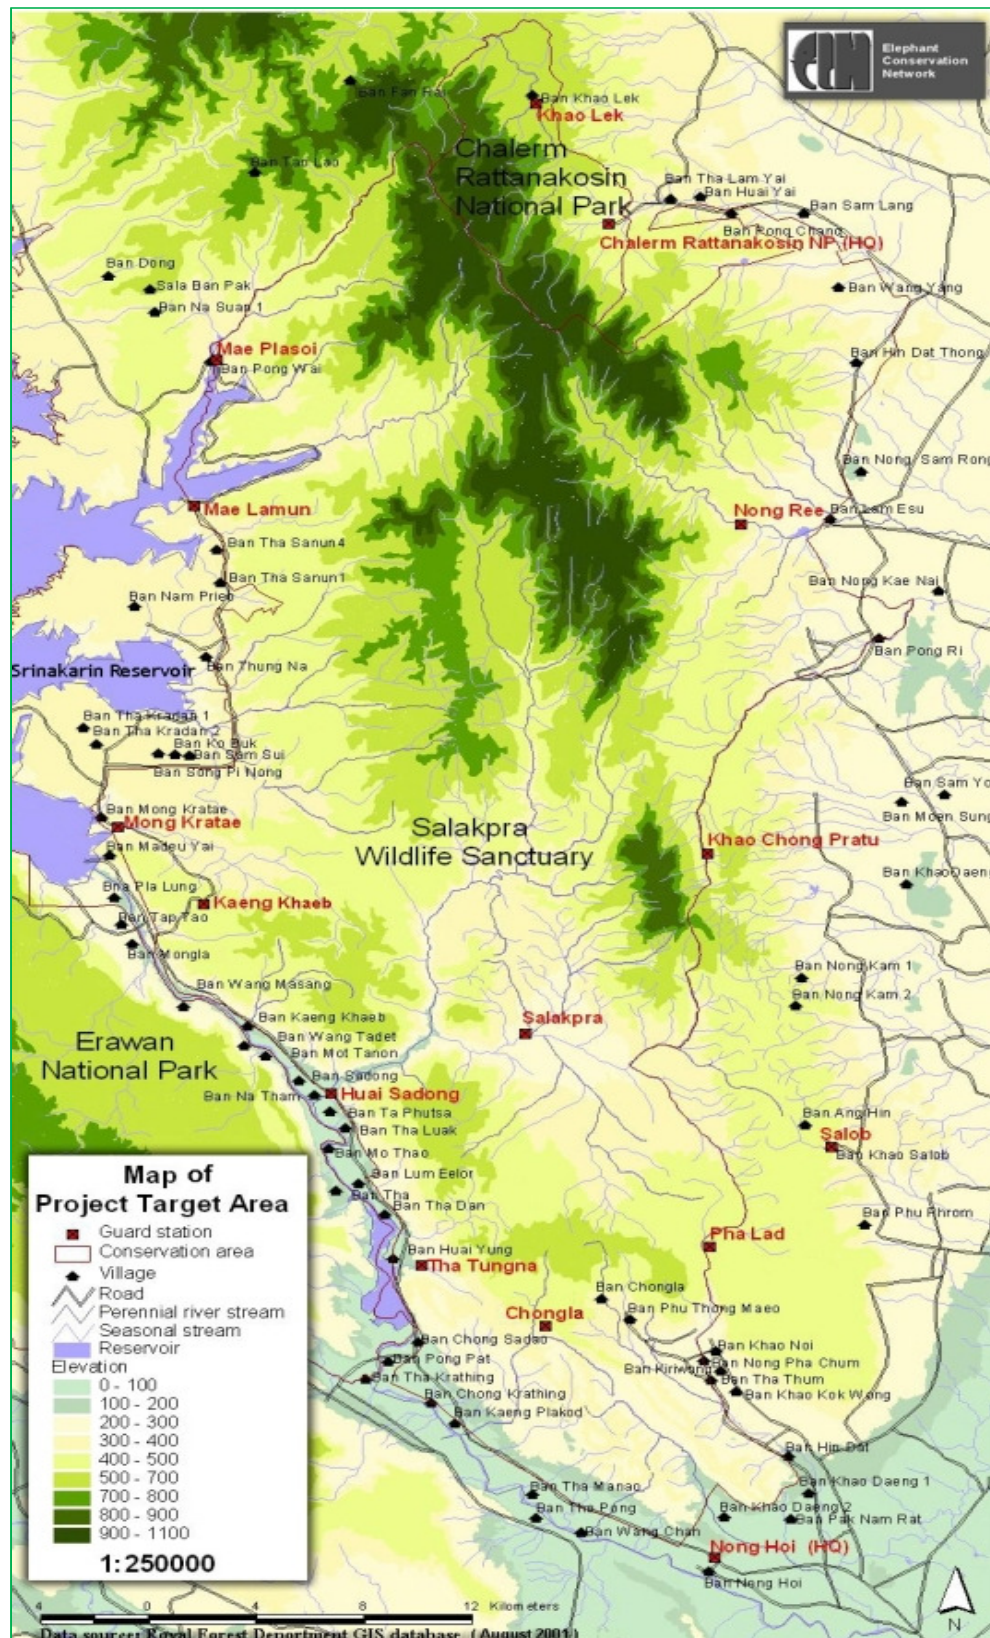 Elephant
Conservation
Network
Ban Fan Rai
Ban Khao Lek
Khao Lek
Chalerm
Rattanakosin
National Park
Ban Tao Lao
Ban Tha Lam Yai
Ban Huai Yai
Ban Sam Lang
Ban Pong Chang
Chalerm Rattanakosin NP (HQ)
Ban Dong
Sala Ban Pak
Ban Na Suan 1
Ban Wang Yang
Mae Plasoi
Ban Pong Wai
Ban Hin Dat Thong
Ban Nong Sam Rong
Mae Lamun
Nong Ree
Ban Lam Esu
Ban Tha Sanun4
Ban Tha Sanun1
Ban Nam Prieo
Ban Nong Kae Nai
Ban Pong Ri
Srinakarin Reservoir
Ban Thung Na
Ban Tha Kradan 1
Ban Tha Kradan 2
Ban Ko Buk
Ban Sam Sui
Ban Song Pi Nong
Ban Sam Yo
Ban Moen Sung
Ban Mong Kratae
Mong Kratae
Ban Madeu Yai
Salakpra
Wildlife Sanctuary
Khao Chong Pratu
Ban KhaoDaeng
Bna Pla Lung
Kaeng Khaeb
Ban Tap Tao
Ban Mongla
Ban Nong Kam 1
Ban Nong Kam 2
Ban Wang Masang
Ban Kaeng Khaeb
Salakpra
Erawan
National Park
Ban Wang Tadet
Ban Mot Tanon
Ban Sadong
Ban Na Tham
Huai Sadong
Ban Ta Phutsa
Ban Tha Luak
Ban Ang Hin
Salob
Ban Khao Salob
Ban Mo Thao
Ban Lum Eelor
Ban Tha
Ban Tha Dan
Ban Phu Phrom
Pha Lad
Ban Huai Yung
Tha Tungna
Ban Chongla
Chongla
Ban Phu Thong Maeo
Ban Chong Sadao
Ban Khao Noi
Ban Pong Pat
Ban Nong Pha Chum
Ban Kiriwong
Ban Tha Krathing
Ban Tha Thum
Ban Khao Kok Wong
Ban Chong Krathing
Ban Kaeng Plakod
Ban Hin Dat
Ban Tha Manao
Ban Khao Daeng 1
Ban Tha Pong
Ban Khao Daeng 2
Ban Pak Nam Rat
Ban Wang Chan
Nong Hoi (HQ)
Ban Nong Hoi
Map of
Project Target Area
Guard station
Conservation area
Village
Road
Perennial river stream
Seasonal stream
Reservoir
Elevation
0 - 100
100 - 200
200 - 300
300 - 400
400 - 500
500 - 700
700 - 800
800 - 900
900 - 1100
1:250000
4 0 4 8 12 Kilometers
N
Data source: Royal Forest Department GIS database (August 2001)